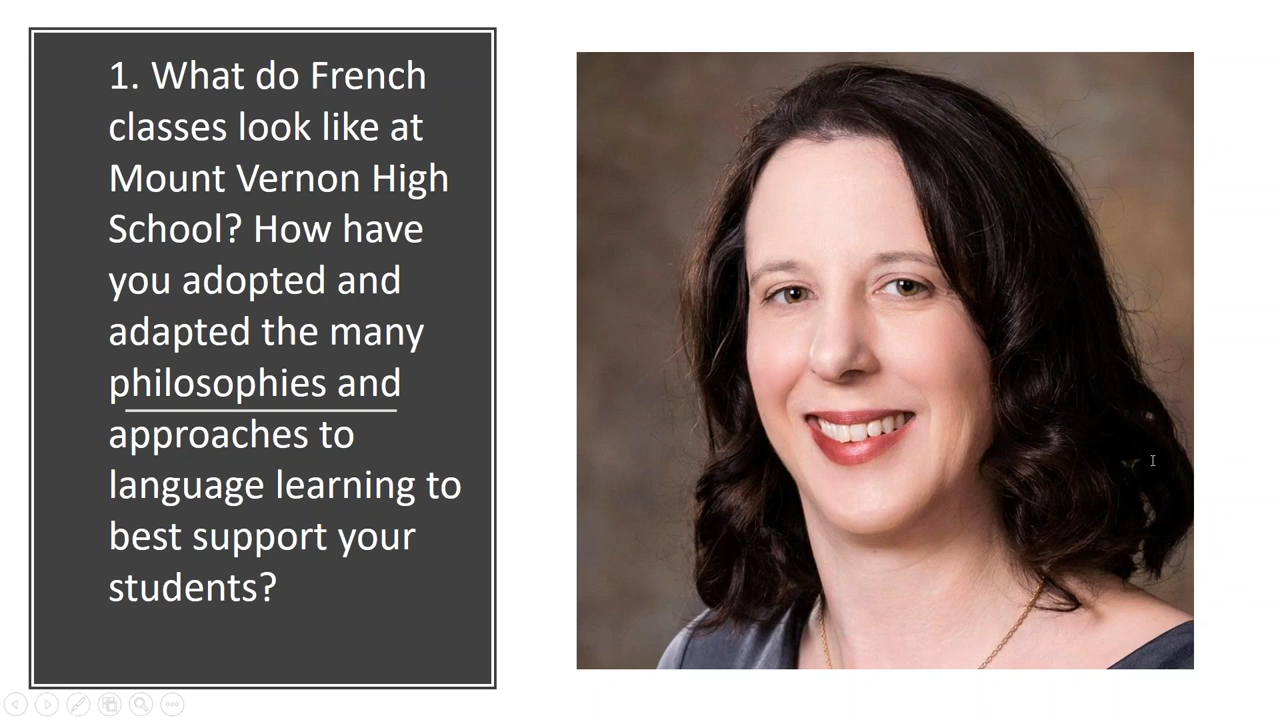 1. What do French
classes look like at
Mount Vernon High
School? How have
you adopted and
adapted the many
philosophies and
approaches to
language learning to
best support your
students?